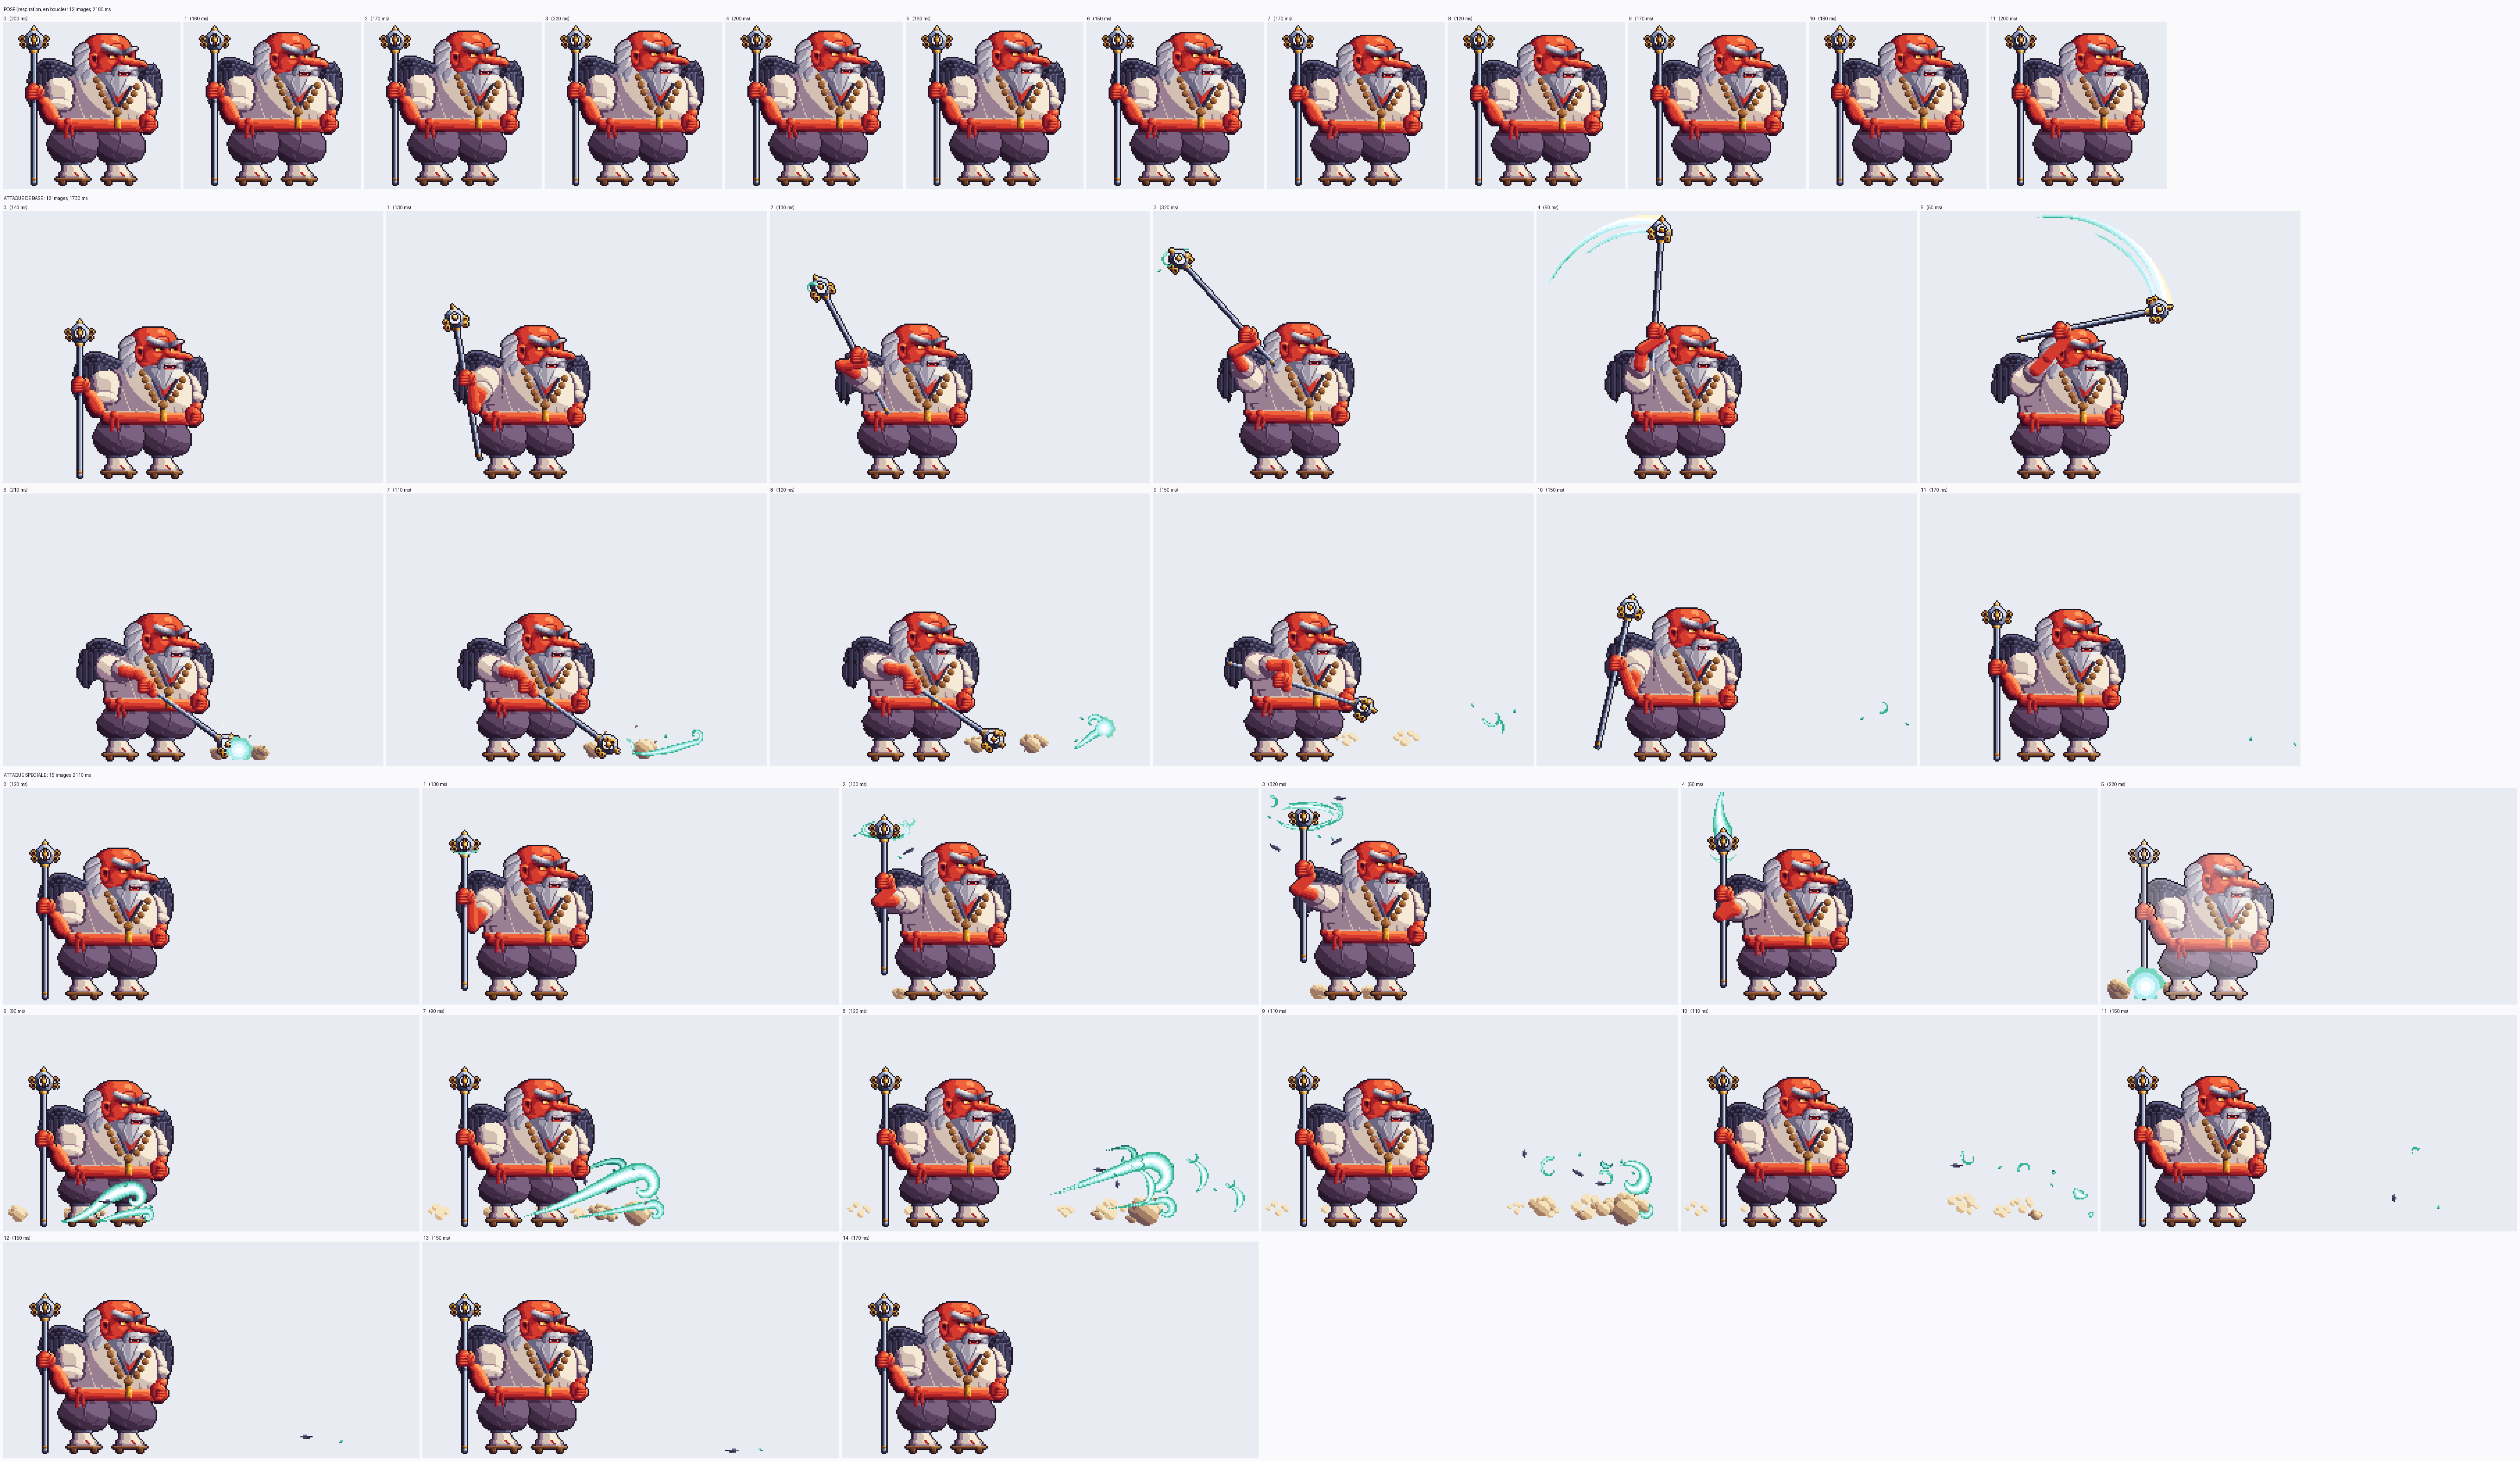 POSE (respiration, en boucle) : 12 images, 2100 ms
0 (200 ms) 1 (160 ms) 2 (170 ms) 3 (220 ms) 4 (200 ms) 5 (160 ms) 6 (150 ms) 7 (170 ms) 8 (120 ms) 9 (170 ms) 10 (180 ms) 11 (200 ms)
ATTAQUE DE BASE : 12 images, 1730 ms
0 (140 ms) 1 (130 ms) 2 (130 ms) 3 (320 ms) 4 (50 ms) 5 (50 ms)
6 (210 ms) 7 (110 ms) 8 (120 ms) 9 (150 ms) 10 (150 ms) 11 (170 ms)
ATTAQUE SPECIALE : 15 images, 2110 ms
0 (120 ms) 1 (130 ms) 2 (130 ms) 3 (320 ms) 4 (50 ms) 5 (220 ms)
6 (90 ms) 7 (90 ms) 8 (120 ms) 9 (110 ms) 10 (110 ms) 11 (150 ms)
12 (150 ms) 13 (150 ms) 14 (170 ms)